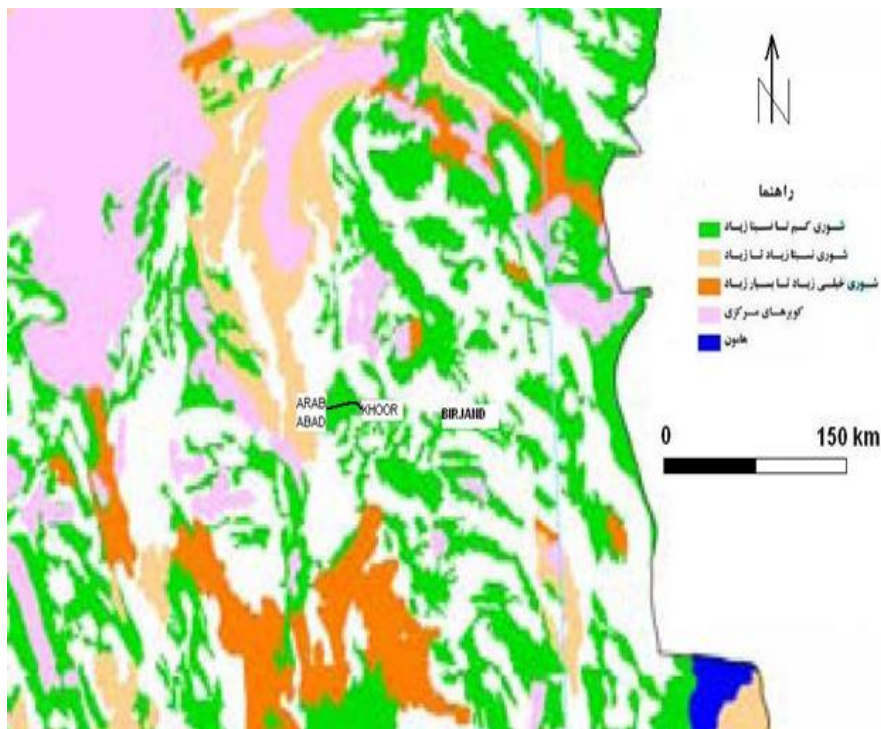 N
راهنما
شوری کم تا نسبتا زیاد
شوری نسبتا زیاد تا زیاد
شوری خیلی زیاد تا بسیار زیاد
کویرهای مرکزی
هامون
ARAB
ABAD
KHOOR
BIRJAND
0
150 km